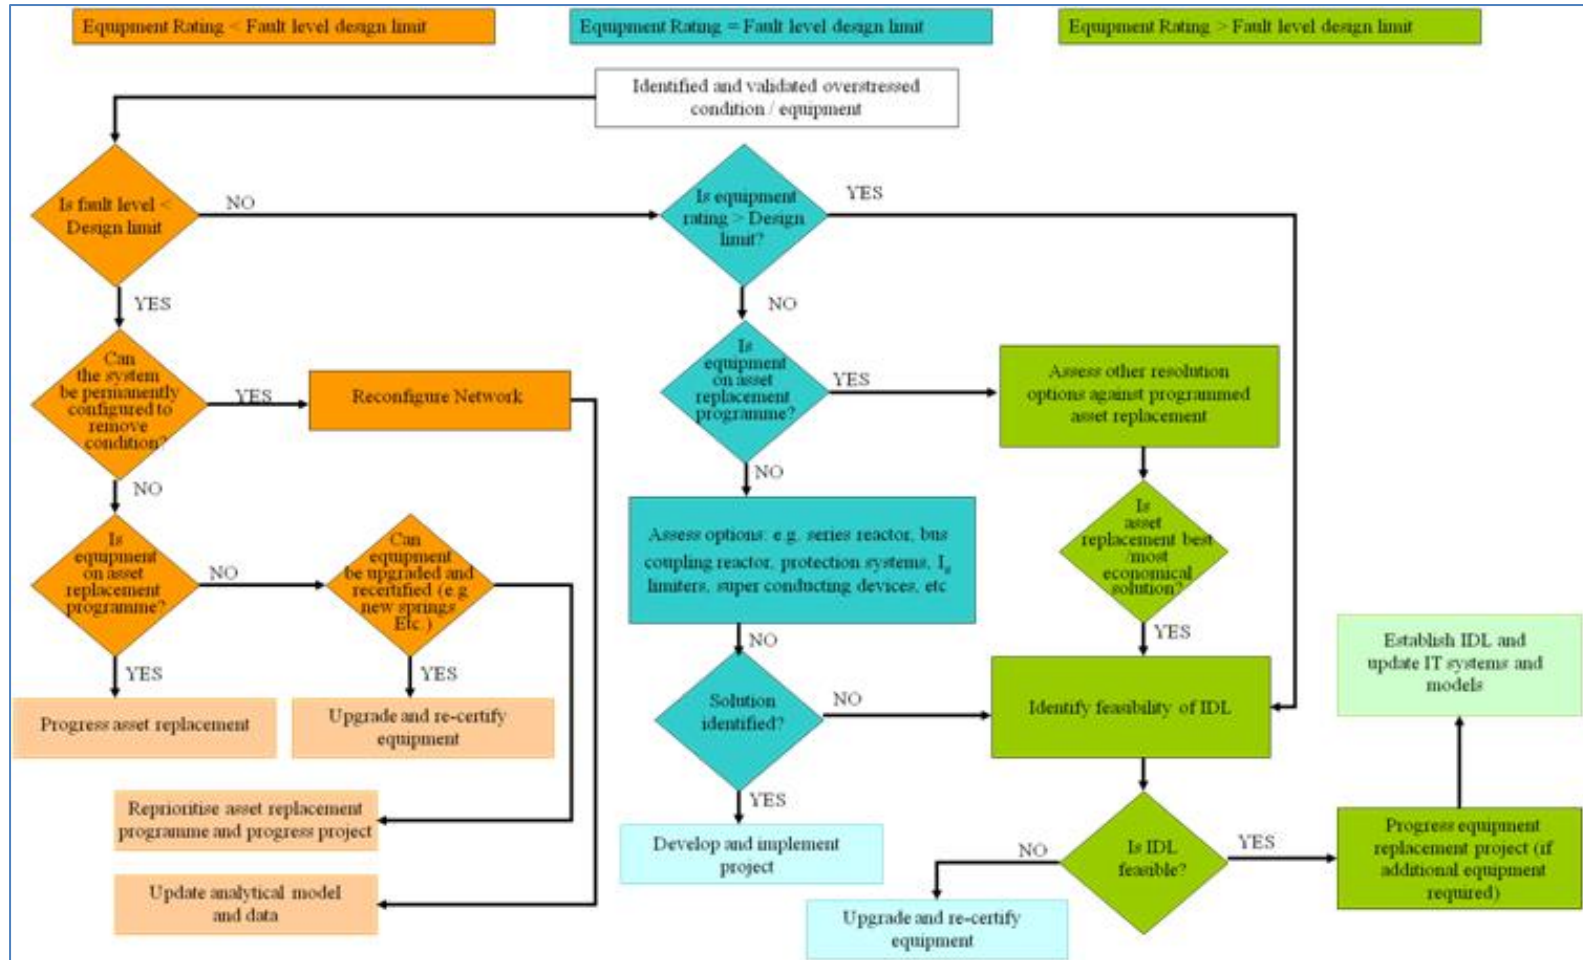 Equipment Rating < Fault level design limit
Equipment Rating = Fault level design limit
Equipment Rating > Fault level design limit
Identified and validated overstressed
condition / equipment
Is fault level <
Design limit
NO
Is equipment
rating > Design
limit?
YES
YES
NO
Can
the system
be permanently
configured to
remove
condition?
YES
Reconfigure Network
Is
equipment
on asset
replacement
programme?
YES
Assess other resolution
options against programmed
asset replacement
NO
NO
Is
equipment
on asset
replacement
programme?
NO
Can
equipment
be upgraded and
recertified (e.g
new springs
Etc.)
Assess options: e.g. series reactor, bus
coupling reactor, protection systems, Is
limiters, super conducting devices, etc
Is
asset
replacement best
/most
economical
solution?
YES
YES
NO
YES
Progress asset replacement
Upgrade and re-certify
equipment
Solution
identified?
NO
Identify feasibility of IDL
Establish IDL and
update IT systems and
models
Reprioritise asset replacement
programme and progress project
YES
Develop and implement
project
Is IDL
feasible?
NO
YES
Progress equipment
replacement project (if
additional equipment
required)
Update analytical model
and data
Upgrade and re-certify
equipment